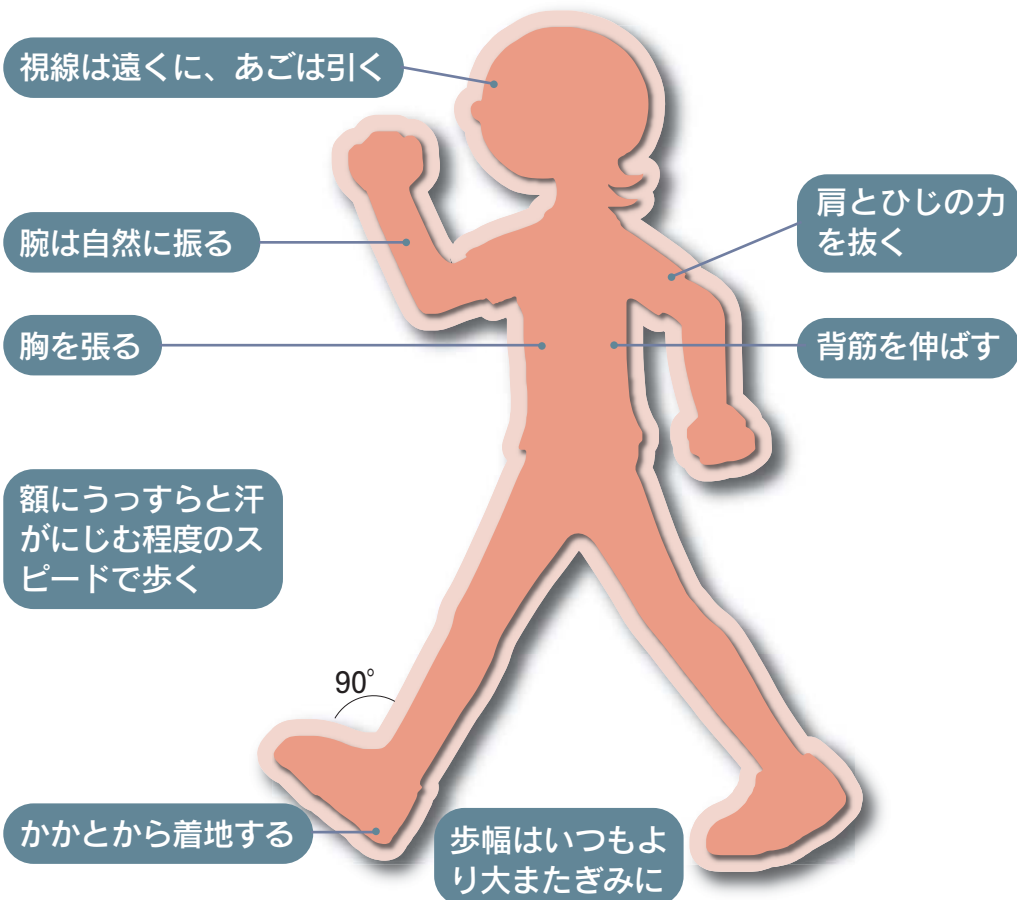 視線は遠くに、あごは引く
腕は自然に振る
肩とひじの力
を抜く
胸を張る
背筋を伸ばす
額にうっすらと汗
がにじむ程度のス
ピードで歩く
90°
かかとから着地する
歩幅はいつもよ
り大またぎみに